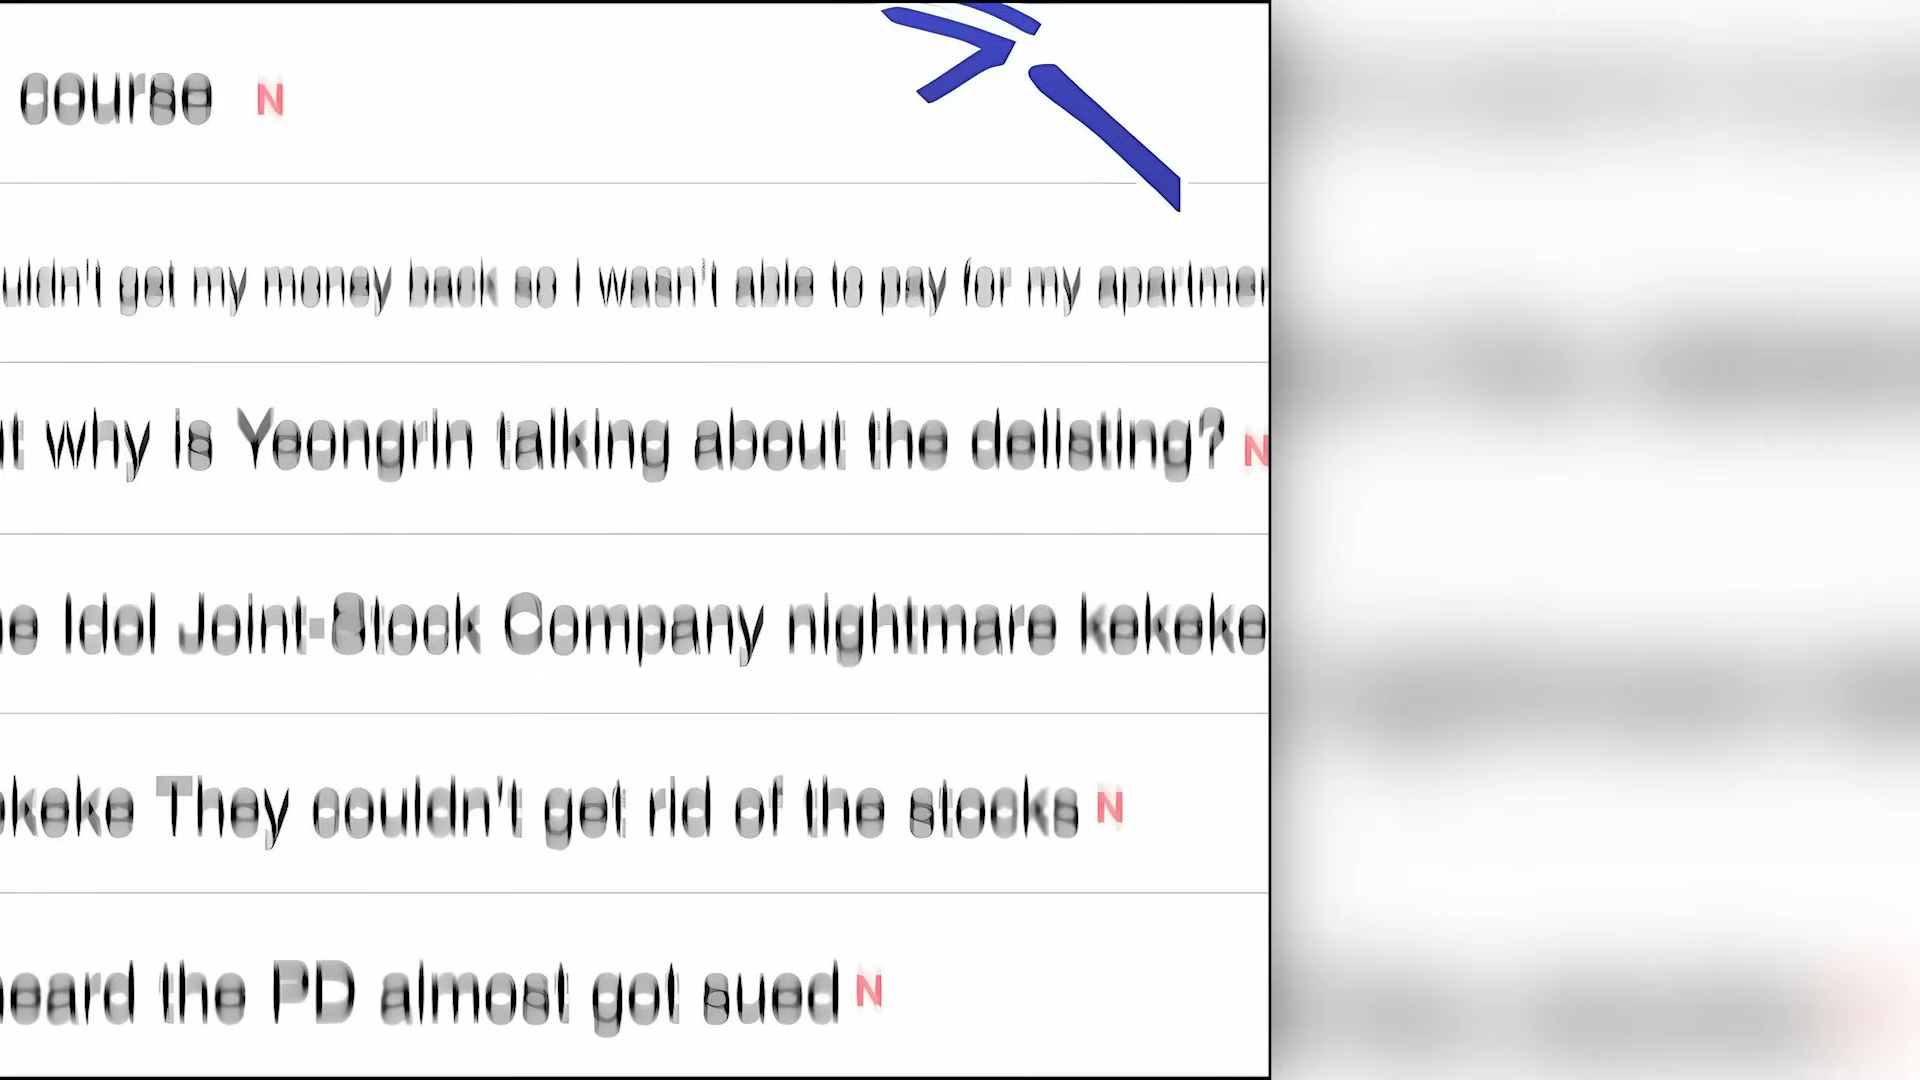 course N
uldn't get my money back so I wasn't able to pay for my apartmen
t why is Yeongrin talking about the delisting? N
e Idol Joint-Stock Company nightmare kekeke
keke They couldn't get rid of the stocks N
eard the PD almost got sued N